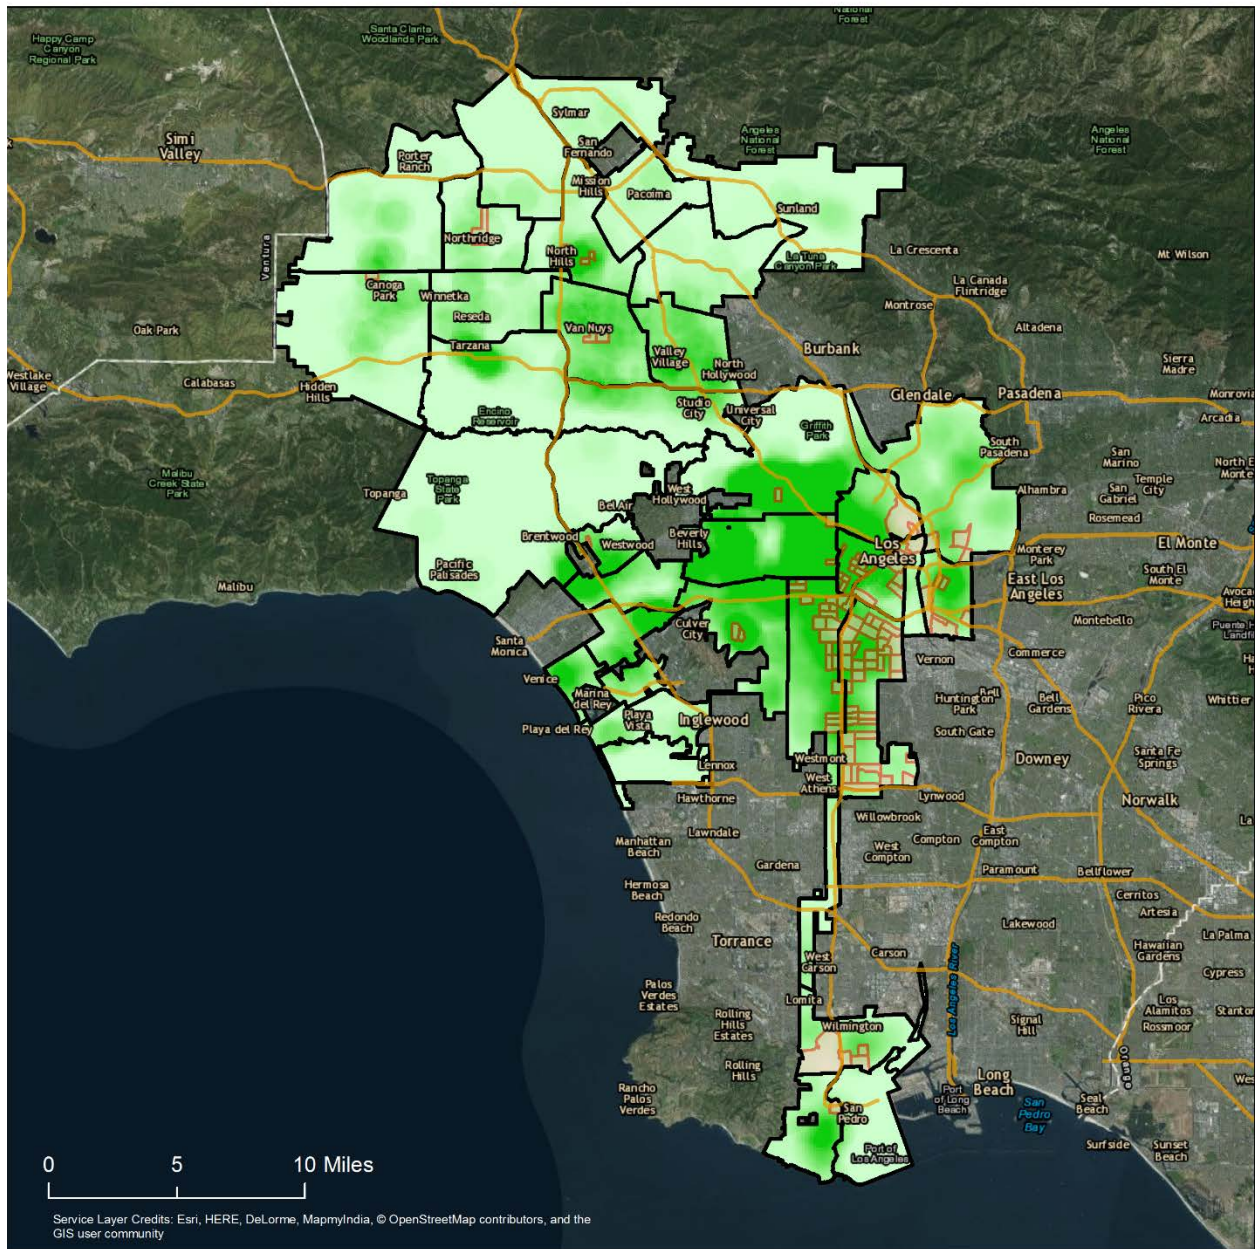 National
Forest
Santa Clarita
Woodlands Park
Happy Camp
Canyon
Regional Park
Sylmar
Angeles
National
Forest
Angeles
National
Forest
Simi
Valley
San
Fernando
Porter
Ranch
Mission
Hills
Pacoima
Sunland
Northridge
North
Hills
La Crescenta
La Tuna
Canyon Park
Mt Wilson
Ventura
Canoga
Park
Winnetka
La Canada
Flintridge
Montrose
Reseda
Van Nuys
Oak Park
Altadena
Tarzana
Valley
Village
Burbank
North
Hollywood
Sierra
Madre
Westlake
Village
Calabasas
Hidden
Hills
Glendale
Pasadena
Monrovia
Studio
City
Universal
City
Arcadia
Encino
Reservoir
Griffith
Park
South
Pasadena
San
Marino
Malibu
Creek State
Park
Topanga
State
Park
Topanga
West
Hollywood
Temple
City
North E
Monte
San
Gabriel
Alhambra
Bel Air
Rosemead
Brentwood
Westwood
Beverly
Hills
Los
Angeles
Monterey
Park
El Monte
Pacific
Palisades
South El
Monte
Malibu
East Los
Angeles
Avoca
Heigh
Montebello
Puente H
Landfi
Santa
Monica
Culver
City
Vernon
Commerce
Venice
Marina
del Rey
Huntington
Park
Bell
Bell
Gardens
Pico
Rivera
Whittier
Playa
Vista
Playa del Rey
Inglewood
South Gate
Westmont
Downey
Santa Fe
Springs
Lennox
West
Athens
Hawthorne
Lynwood
Norwalk
Willowbrook
La
Lawndale
Compton
East
Compton
Manhattan
Beach
West
Compton
Gardena
Paramount
Bellflower
Hermosa
Beach
Cerritos
Artesia
Redondo
Beach
Lakewood
Torrance
La Palma
Hawaiian
Gardens
West
Carson
Carson
Cypress
Palos
Verdes
Estates
Los Angeles River
Lomita
Los
Alamitos
Stanton
Rossmoor
Rolling
Hills
Estates
Wilmington
Signal
Hill
Orange
Rolling
Hills
Long
Beach
Wes
Rancho
Palos
Verdes
San
Pedro
Port
of Long
Beach
San
Pedro
Bay
Seal
Beach
Port of
Los Angeles
Surfside
Sunset
Beach
0 5 10 Miles
Service Layer Credits: Esri, HERE, DeLorme, MapmyIndia, © OpenStreetMap contributors, and the
GIS user community